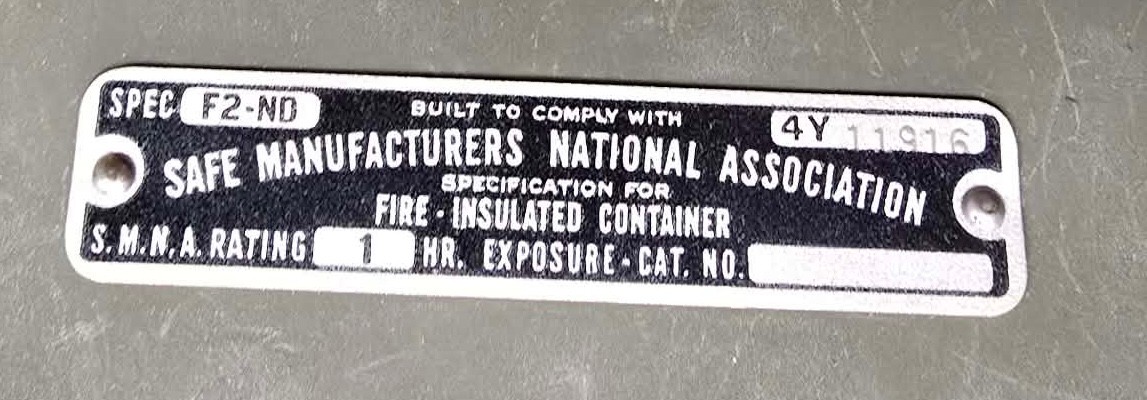 SPEC F2-ND BUILT TO COMPLY WITH 4Y 11916
SAFE MANUFACTURERS NATIONAL ASSOCIATION
SPECIFICATION FOR
FIRE-INSULATED CONTAINER
S.M.N.A. RATING 1 HR. EXPOSURE-CAT. NO.